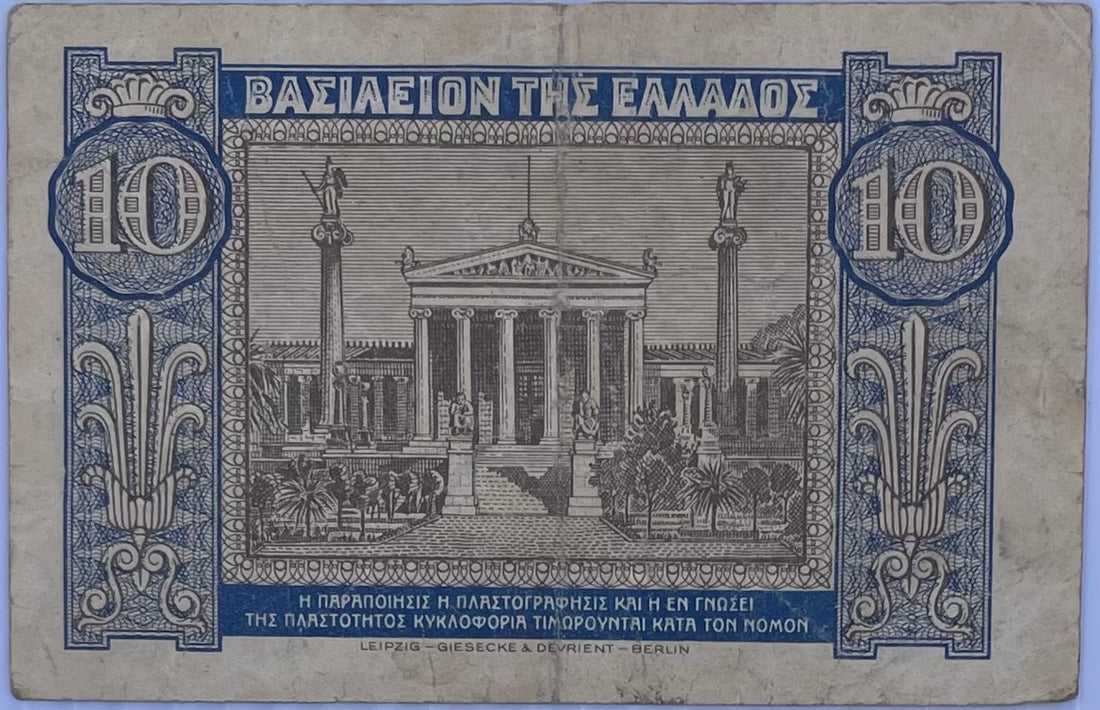 ΒΑΣΙΛΕΙΟΝ ΤΗΣ ΕΛΛΑΔΟΣ
10 10
Η ΠΑΡΑΠΟΙΗΣΙΣ Η ΠΛΑΣΤΟΓΡΑΦΗΣΙΣ ΚΑΙ Η ΕΝ ΓΝΩΣΕΙ
ΤΗΣ ΠΛΑΣΤΟΤΗΤΟΣ ΚΥΚΛΟΦΟΡΙΑ ΤΙΜΩΡΟΥΝΤΑΙ ΚΑΤΑ ΤΟΝ ΝΟΜΟΝ
LEIPZIG – GIESECKE & DEVRIENT – BERLIN